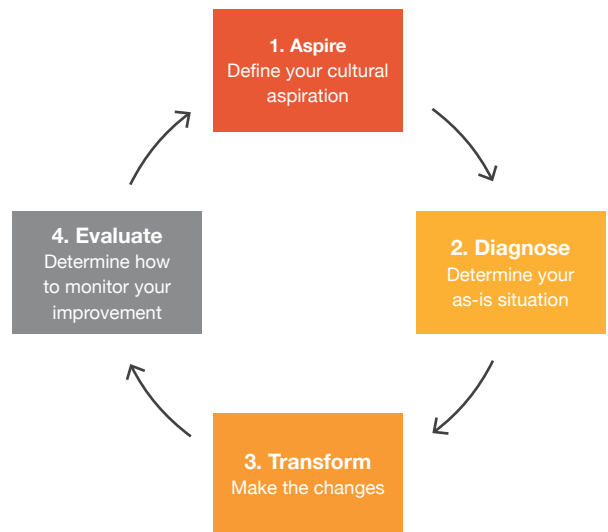 1. Aspire
Define your cultural
aspiration
2. Diagnose
Determine your
as-is situation
3. Transform
Make the changes
4. Evaluate
Determine how
to monitor your
improvement